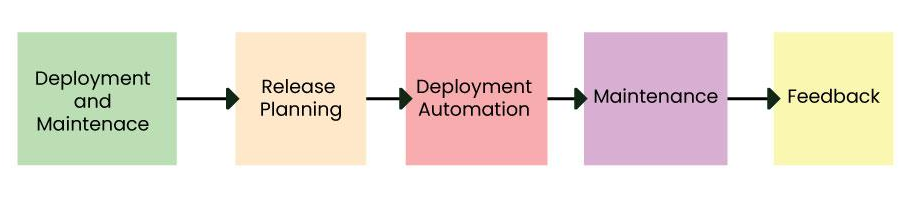 Deployment
and
Maintenace
Release
Planning
Deployment
Automation
Maintenance
Feedback